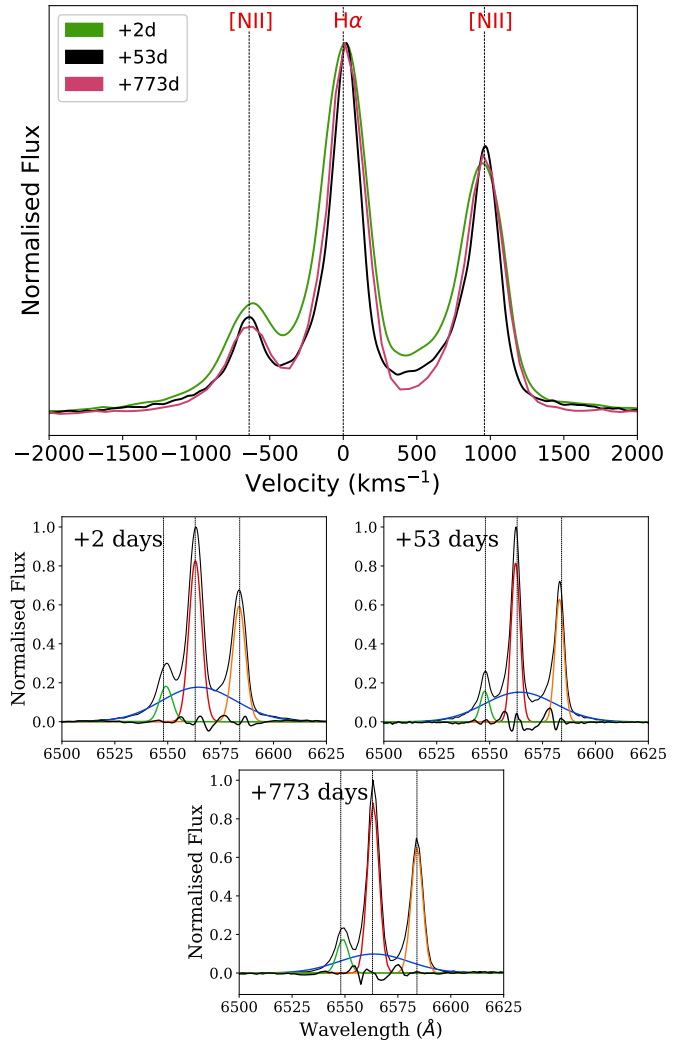 [NII] Hα [NII]
+2d
+53d
+773d
Normalised Flux
−2000 −1500 −1000 −500 0 500 1000 1500 2000
Velocity (kms⁻¹)
+2 days
1.0
0.8
0.6
0.4
0.2
0.0
Normalised Flux
6500 6525 6550 6575 6600 6625
+53 days
1.0
0.8
0.6
0.4
0.2
0.0
6500 6525 6550 6575 6600 6625
+773 days
1.0
0.8
0.6
0.4
0.2
0.0
Normalised Flux
6500 6525 6550 6575 6600 6625
Wavelength (Å)